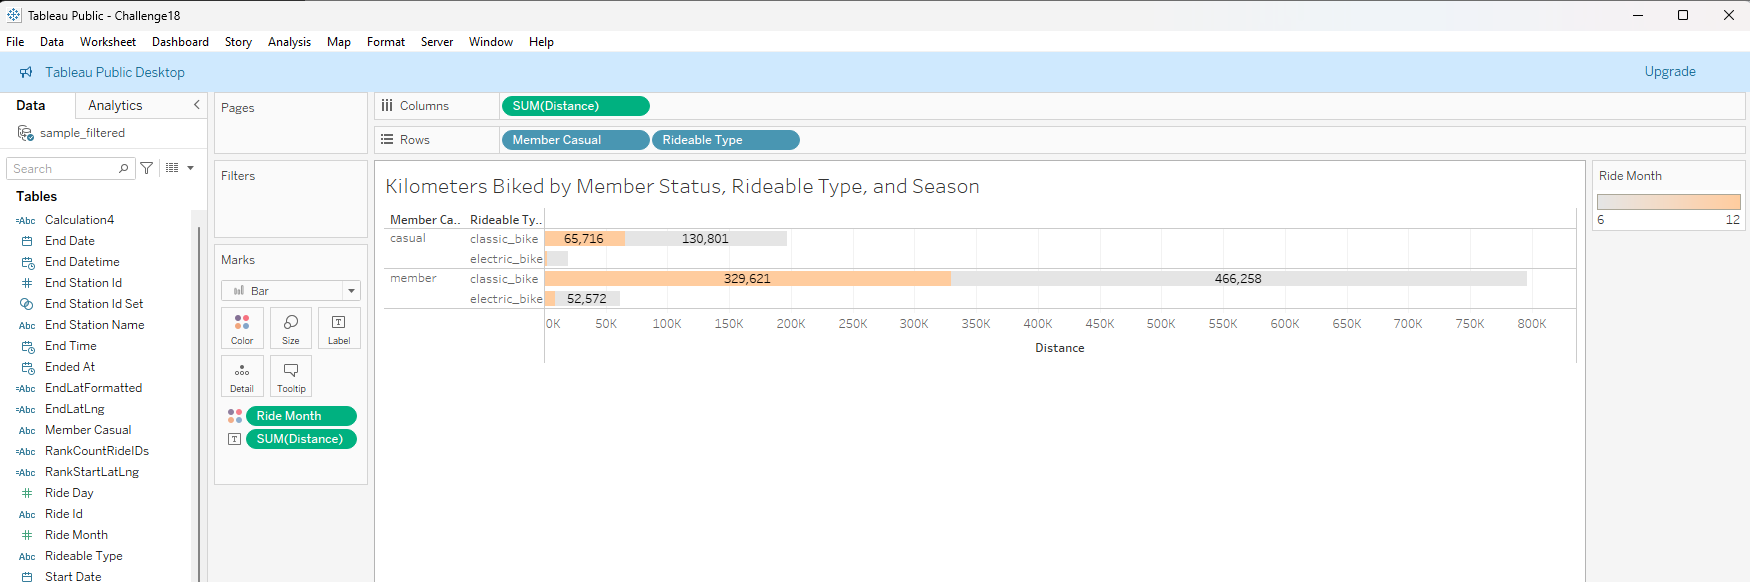 Tableau Public - Challenge18
File Data Worksheet Dashboard Story Analysis Map Format Server Window Help
Tableau Public Desktop Upgrade
Data Analytics
sample_filtered
Search
Tables
=Abc Calculation4
End Date
End Datetime
End Station Id
End Station Id Set
Abc End Station Name
End Time
Ended At
=Abc EndLatFormatted
=Abc EndLatLng
Abc Member Casual
=Abc RankCountRideIDs
=Abc RankStartLatLng
Ride Day
Abc Ride Id
Ride Month
Abc Rideable Type
Start Date
Pages
Filters
Marks
Bar
Color Size Label
Detail Tooltip
Ride Month
SUM(Distance)
Columns SUM(Distance)
Rows Member Casual Rideable Type
Kilometers Biked by Member Status, Rideable Type, and Season
Member Ca.. Rideable Ty..
casual classic_bike 65,716 130,801
electric_bike
member classic_bike 329,621 466,258
electric_bike 52,572
0K 50K 100K 150K 200K 250K 300K 350K 400K 450K 500K 550K 600K 650K 700K 750K 800K
Distance
Ride Month
6 12